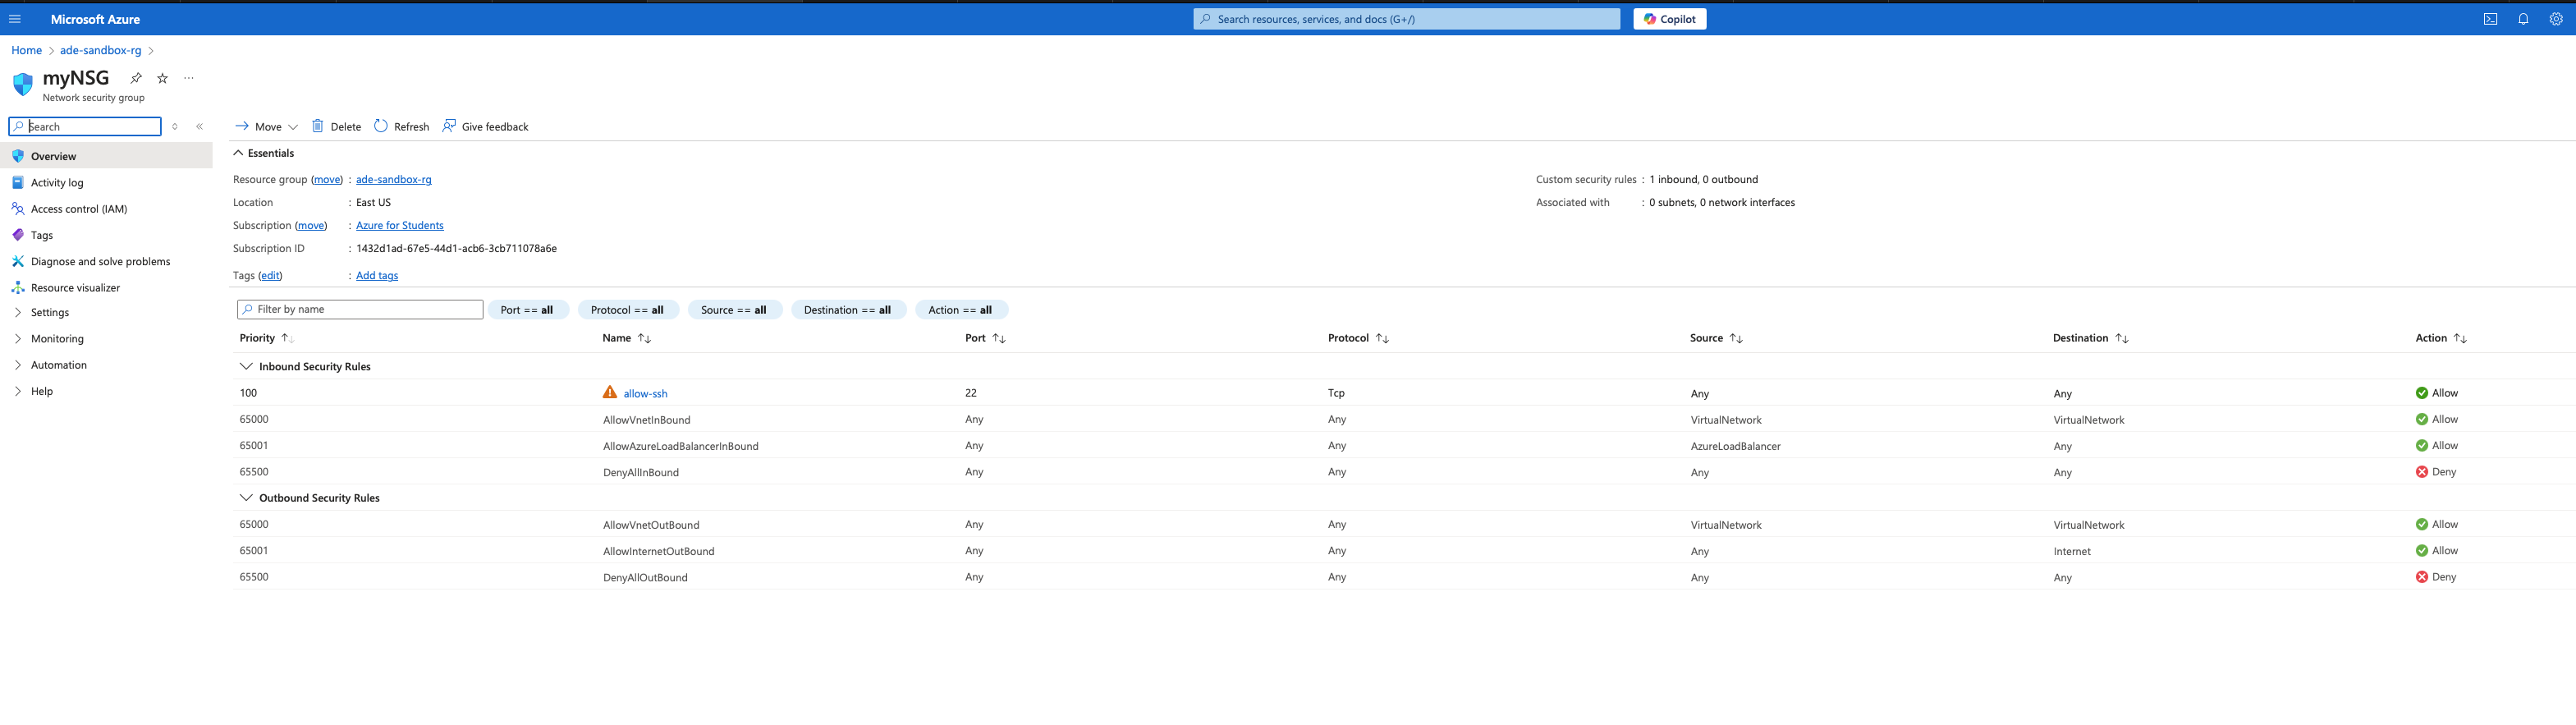 Microsoft Azure
Search resources, services, and docs (G+/)
Copilot
Home > ade-sandbox-rg >
myNSG
Network security group
Search
Move
Delete
Refresh
Give feedback
Overview
Activity log
Access control (IAM)
Tags
Diagnose and solve problems
Resource visualizer
Settings
Monitoring
Automation
Help
Essentials
Resource group (move) : ade-sandbox-rg
Location : East US
Subscription (move) : Azure for Students
Subscription ID : 1432d1ad-67e5-44d1-acb6-3cb711078a6e
Tags (edit) : Add tags
Custom security rules : 1 inbound, 0 outbound
Associated with : 0 subnets, 0 network interfaces
Filter by name
Port == all
Protocol == all
Source == all
Destination == all
Action == all
Priority Name Port Protocol Source Destination Action
Inbound Security Rules
100 allow-ssh 22 Tcp Any Any Allow
65000 AllowVnetInBound Any Any VirtualNetwork VirtualNetwork Allow
65001 AllowAzureLoadBalancerInBound Any Any AzureLoadBalancer Any Allow
65500 DenyAllInBound Any Any Any Any Deny
Outbound Security Rules
65000 AllowVnetOutBound Any Any VirtualNetwork VirtualNetwork Allow
65001 AllowInternetOutBound Any Any Any Internet Allow
65500 DenyAllOutBound Any Any Any Any Deny